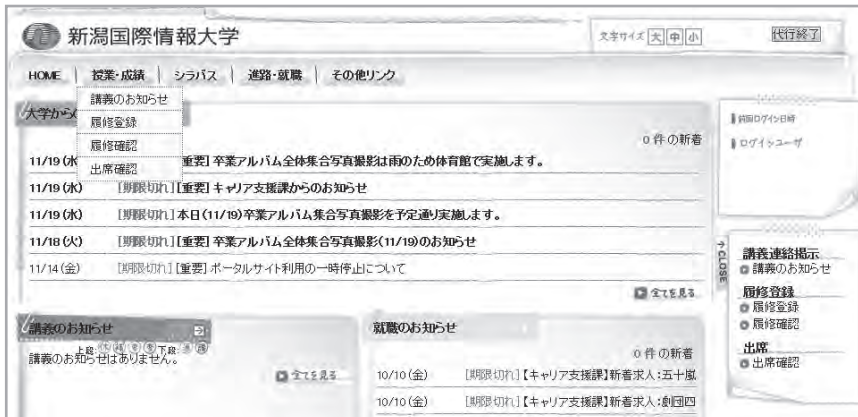 新潟国際情報大学
文字サイズ 大 中 小
代行終了
HOME 授業・成績 シラバス 進路・就職 その他リンク
講義のお知らせ
履修登録
履修確認
出席確認
大学から
0 件の新着
11/19(水) [重要] 卒業アルバム全体集合写真撮影は雨のため体育館で実施します。
11/19(水) [期限切れ] [重要] キャリア支援課からのお知らせ
11/19(水) [期限切れ] 本日(11/19)卒業アルバム集合写真撮影を予定通り実施します。
11/18(火) [期限切れ] [重要] 卒業アルバム全体集合写真撮影(11/19)のお知らせ
11/14(金) [期限切れ] [重要] ポータルサイト利用の一時停止について
全てを見る
前回ログイン日時
ログインユーザ
CLOSE
講義連絡掲示
講義のお知らせ
履修登録
履修登録
履修確認
出席
出席確認
講義のお知らせ
上段: 下段:
講義のお知らせはありません。
全てを見る
就職のお知らせ
0 件の新着
10/10(金) [期限切れ]【キャリア支援課】新着求人:五十嵐
10/10(金) [期限切れ]【キャリア支援課】新着求人:劇団四